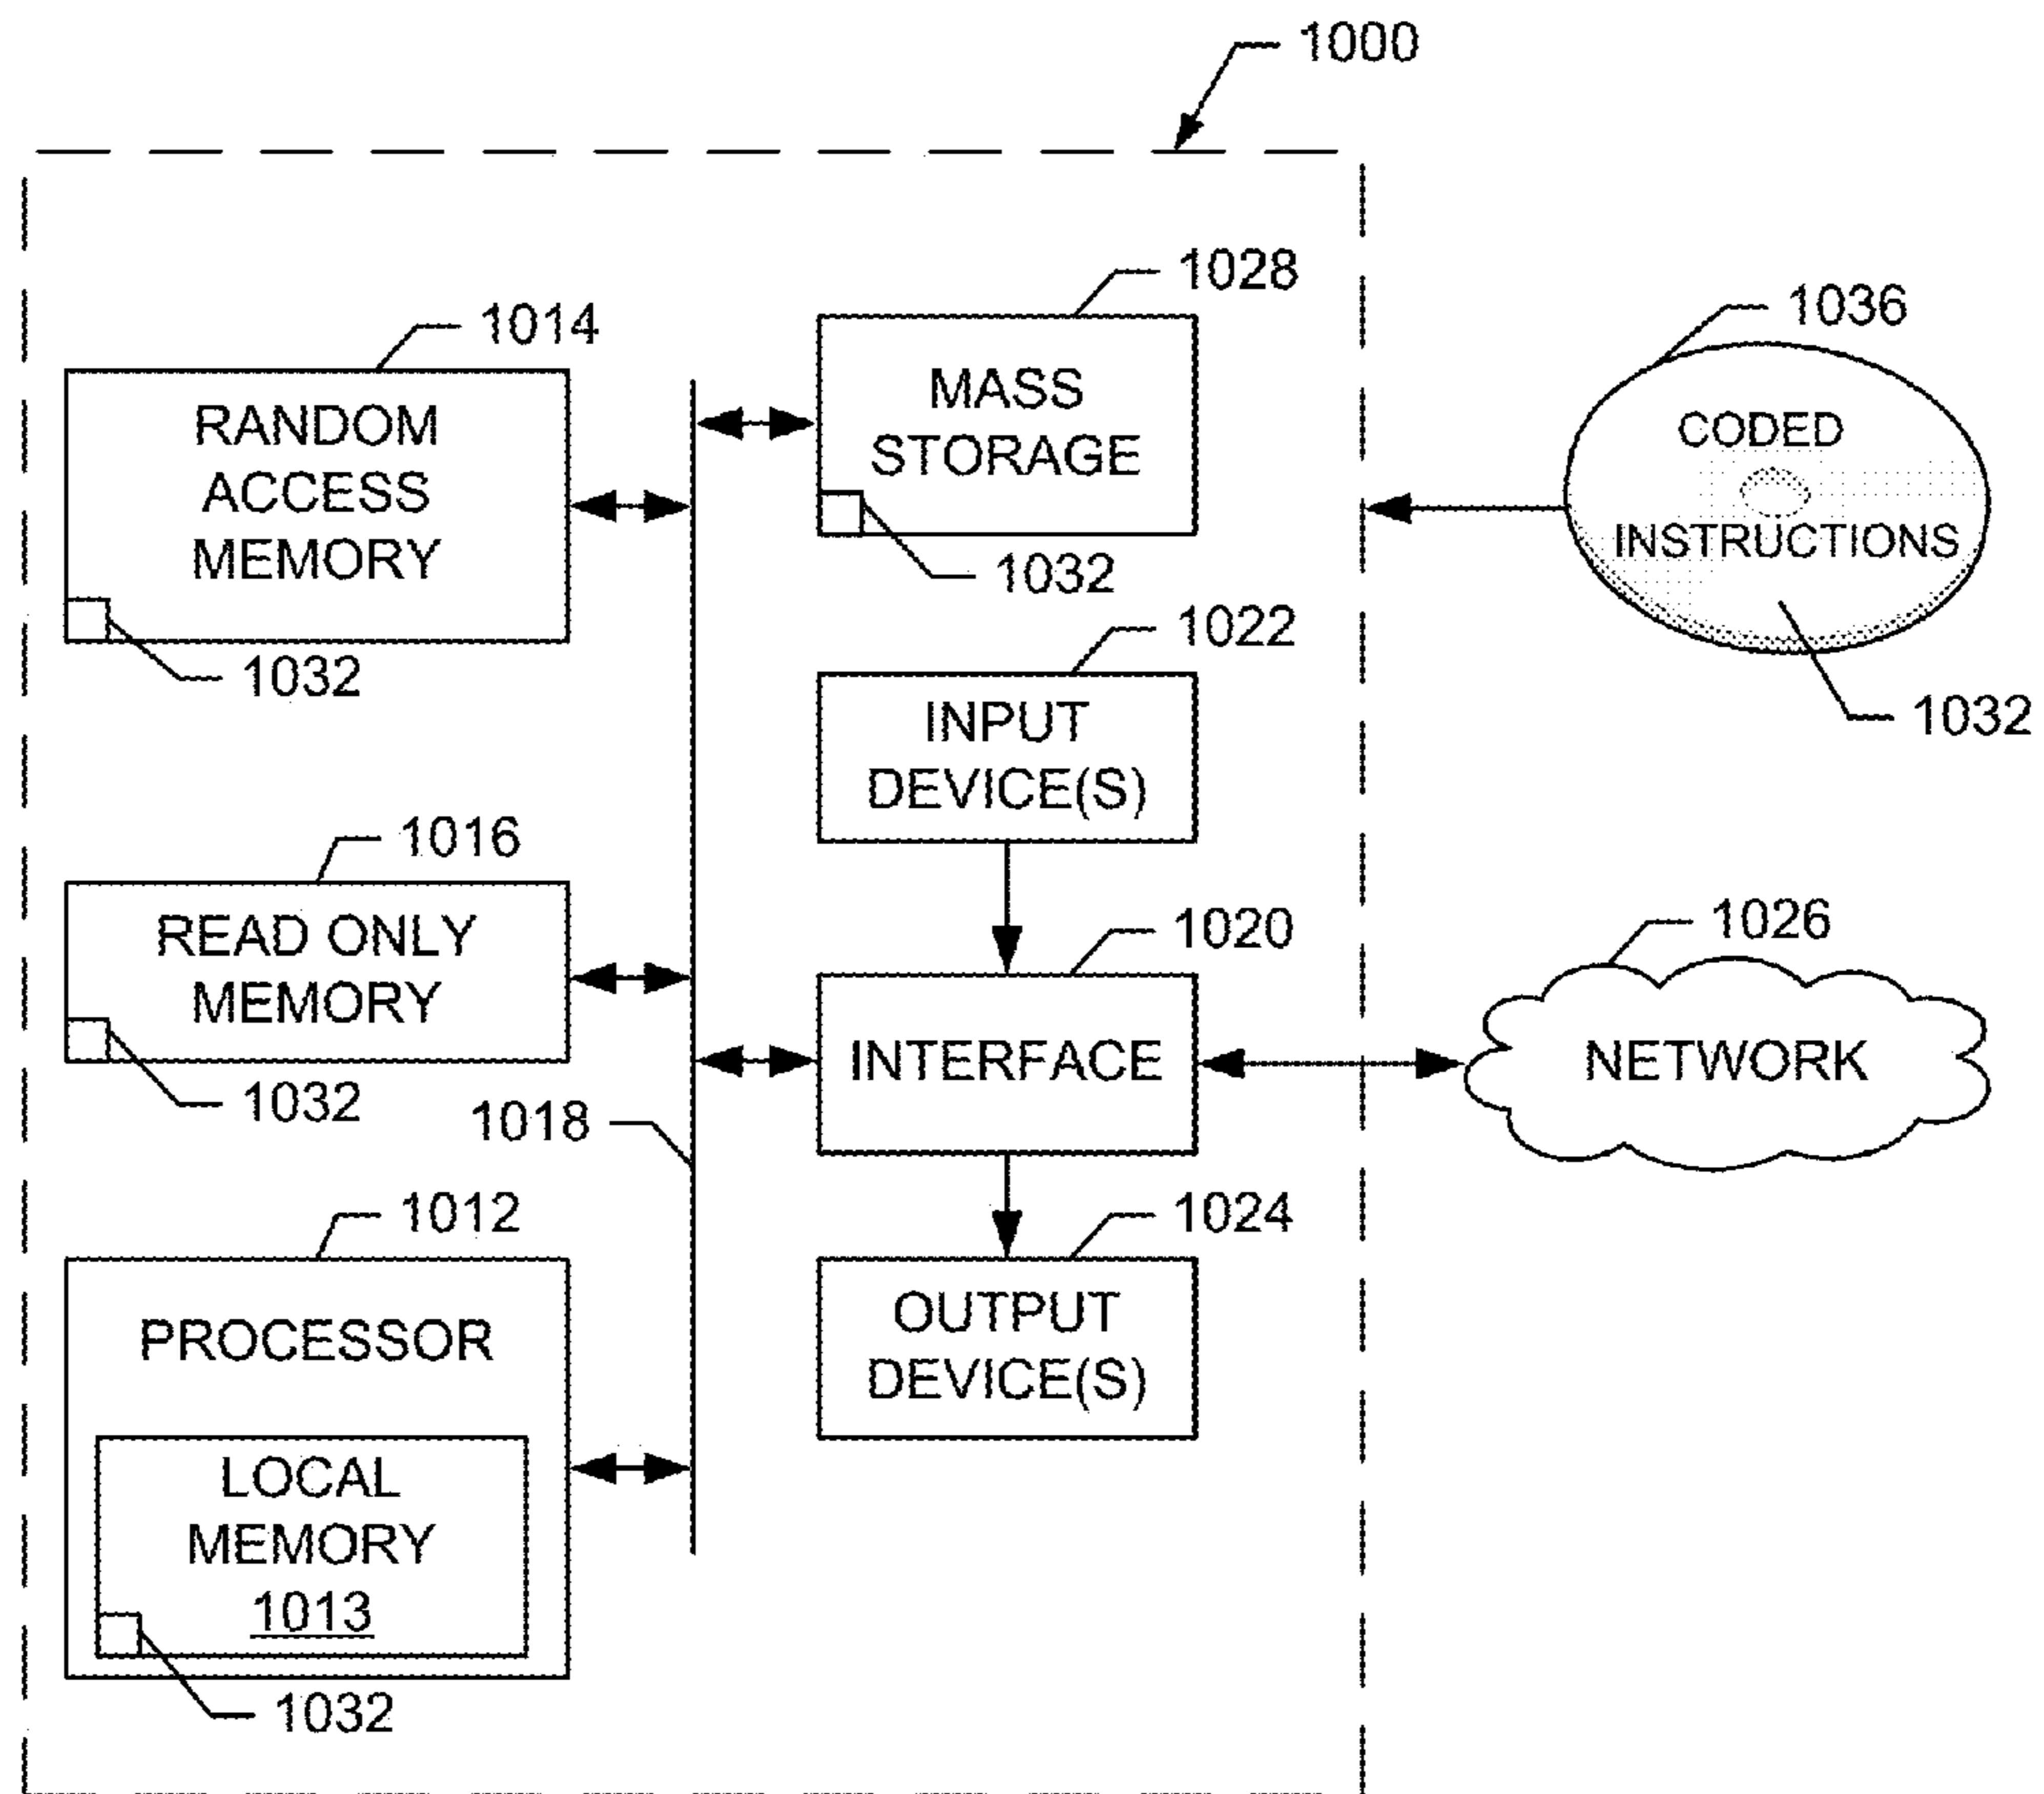 1000
1028
1036
1014
MASS
STORAGE
RANDOM
ACCESS
MEMORY
CODED
INSTRUCTIONS
1032
1032
1022
1032
INPUT
DEVICE(S)
1016
READ ONLY
MEMORY
1020
1026
INTERFACE
NETWORK
1032
1018
1012
1024
PROCESSOR
OUTPUT
DEVICE(S)
LOCAL
MEMORY
1013
1032